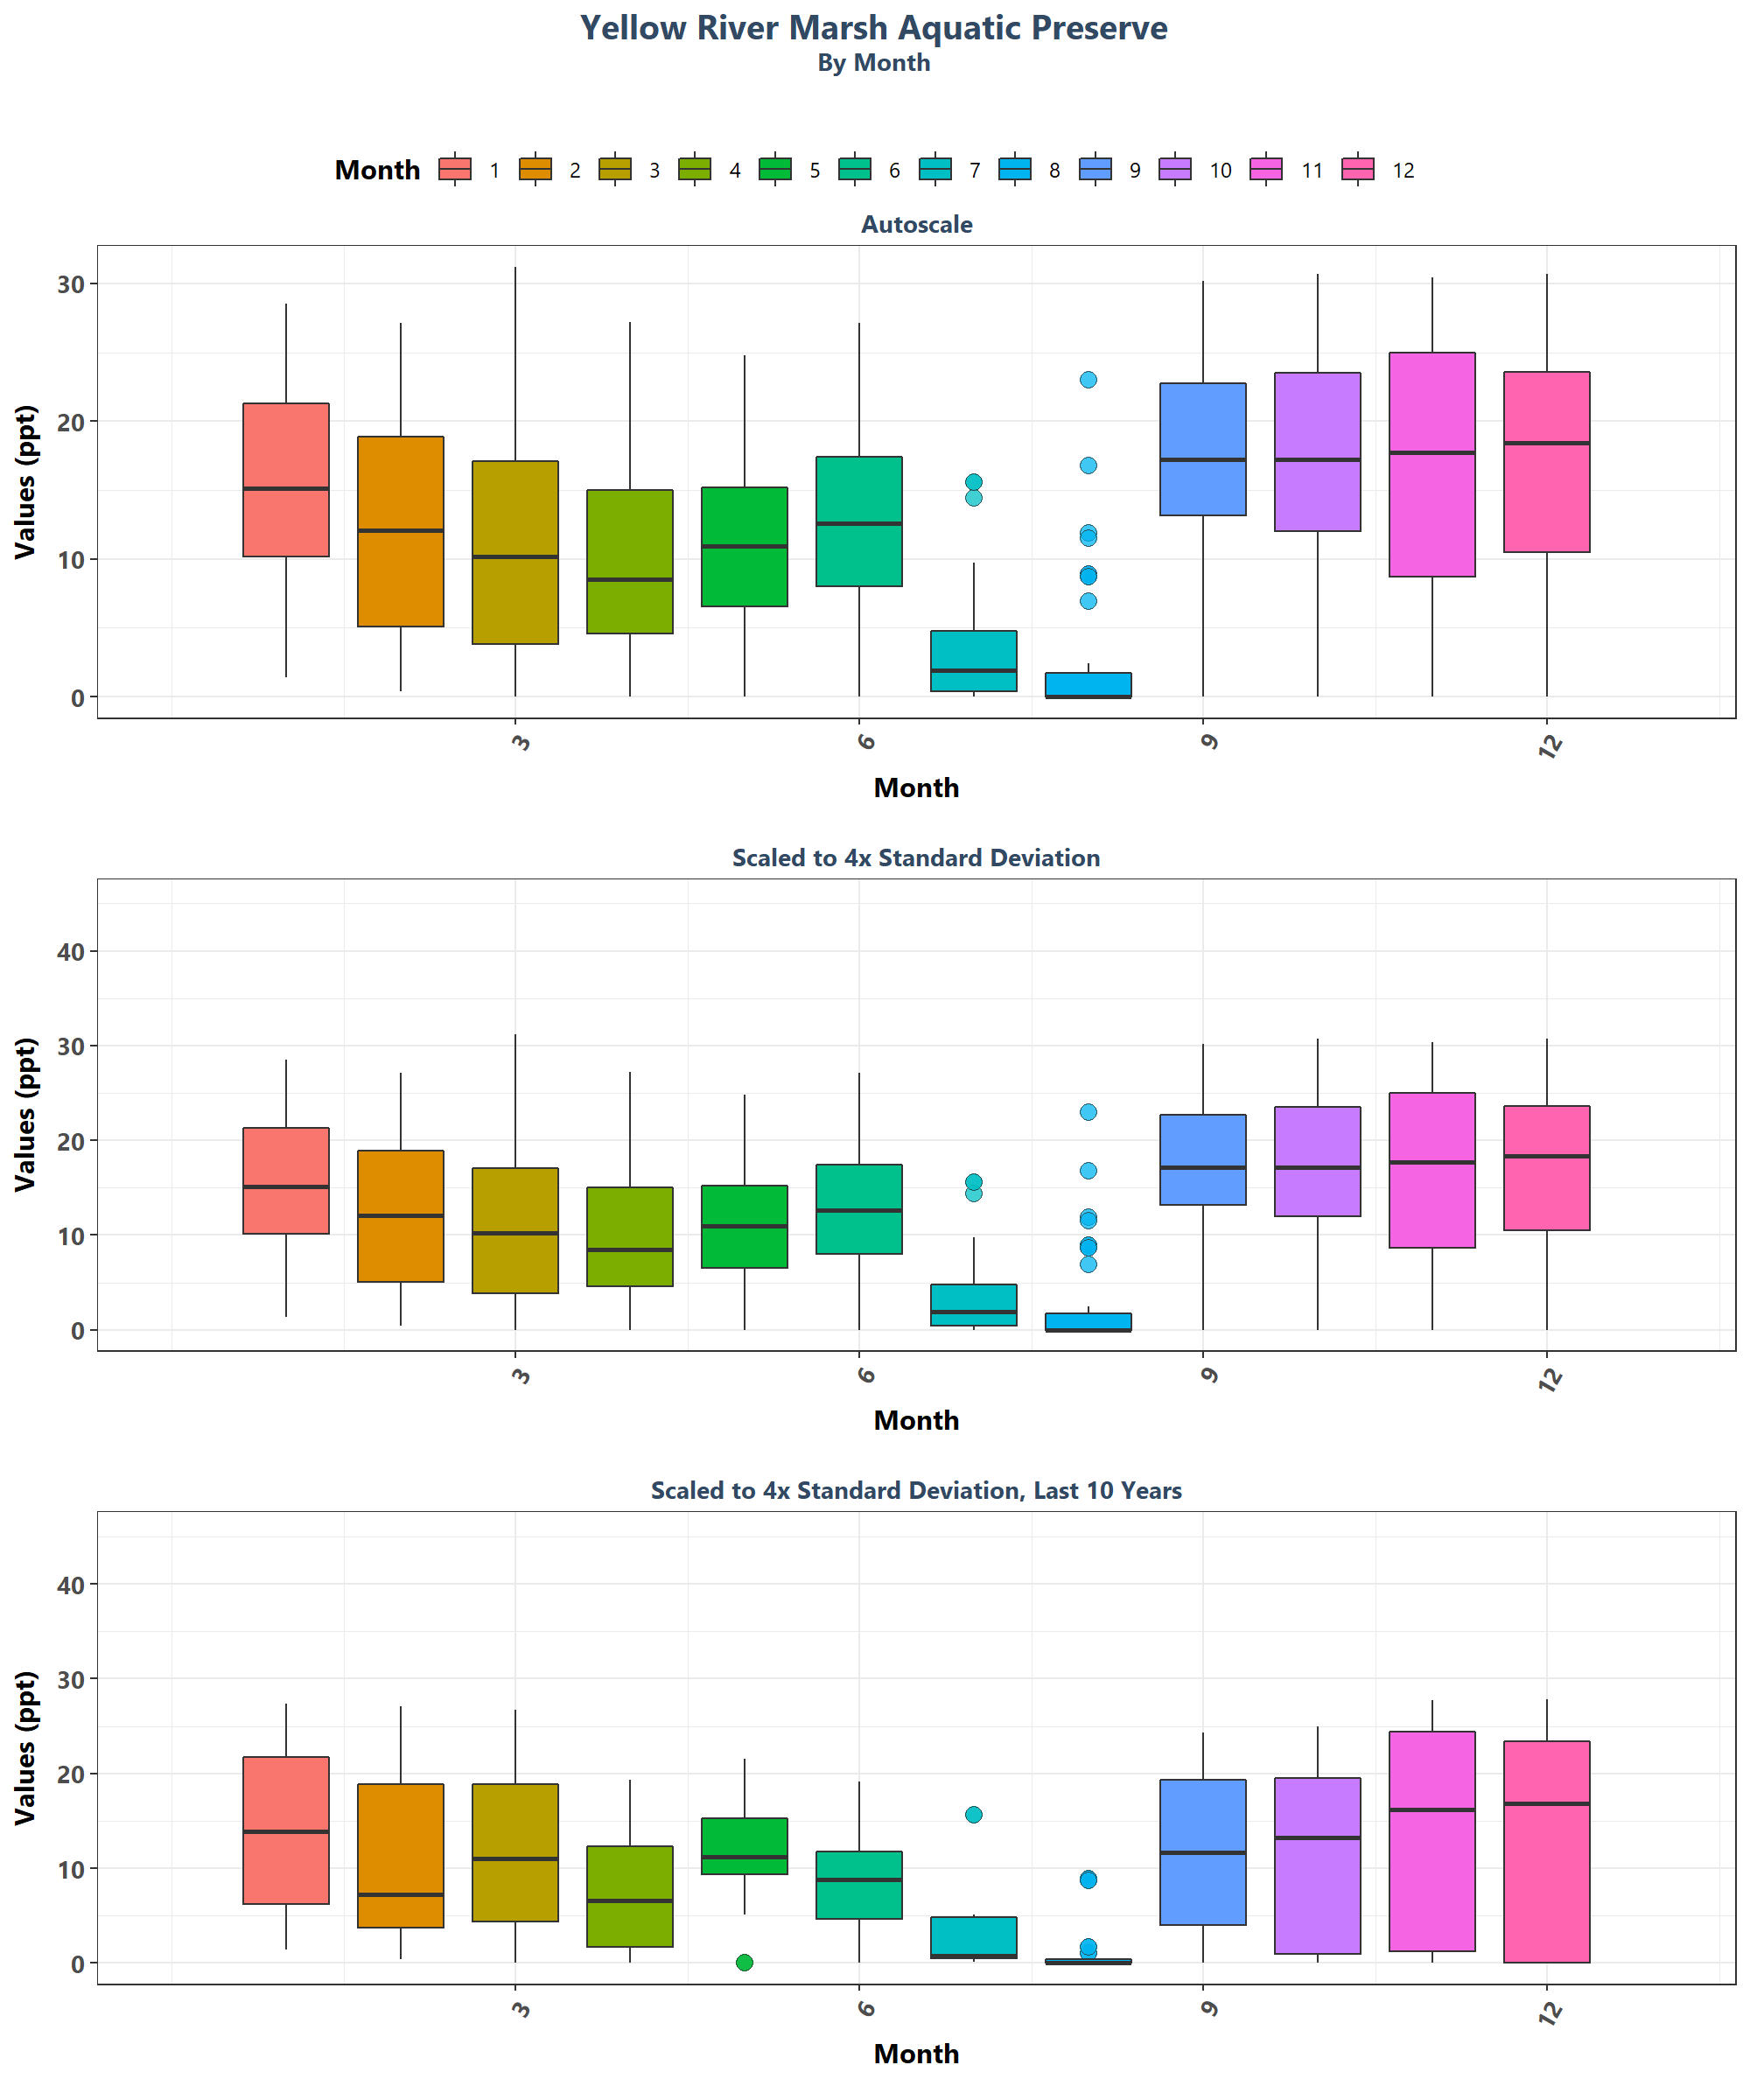 Yellow River Marsh Aquatic Preserve
By Month
Month 1 2 3 4 5 6 7 8 9 10 11 12
Autoscale
Values (ppt)
30
20
10
0
3 6 9 12
Month
Scaled to 4x Standard Deviation
Values (ppt)
40
30
20
10
0
3 6 9 12
Month
Scaled to 4x Standard Deviation, Last 10 Years
Values (ppt)
40
30
20
10
0
3 6 9 12
Month